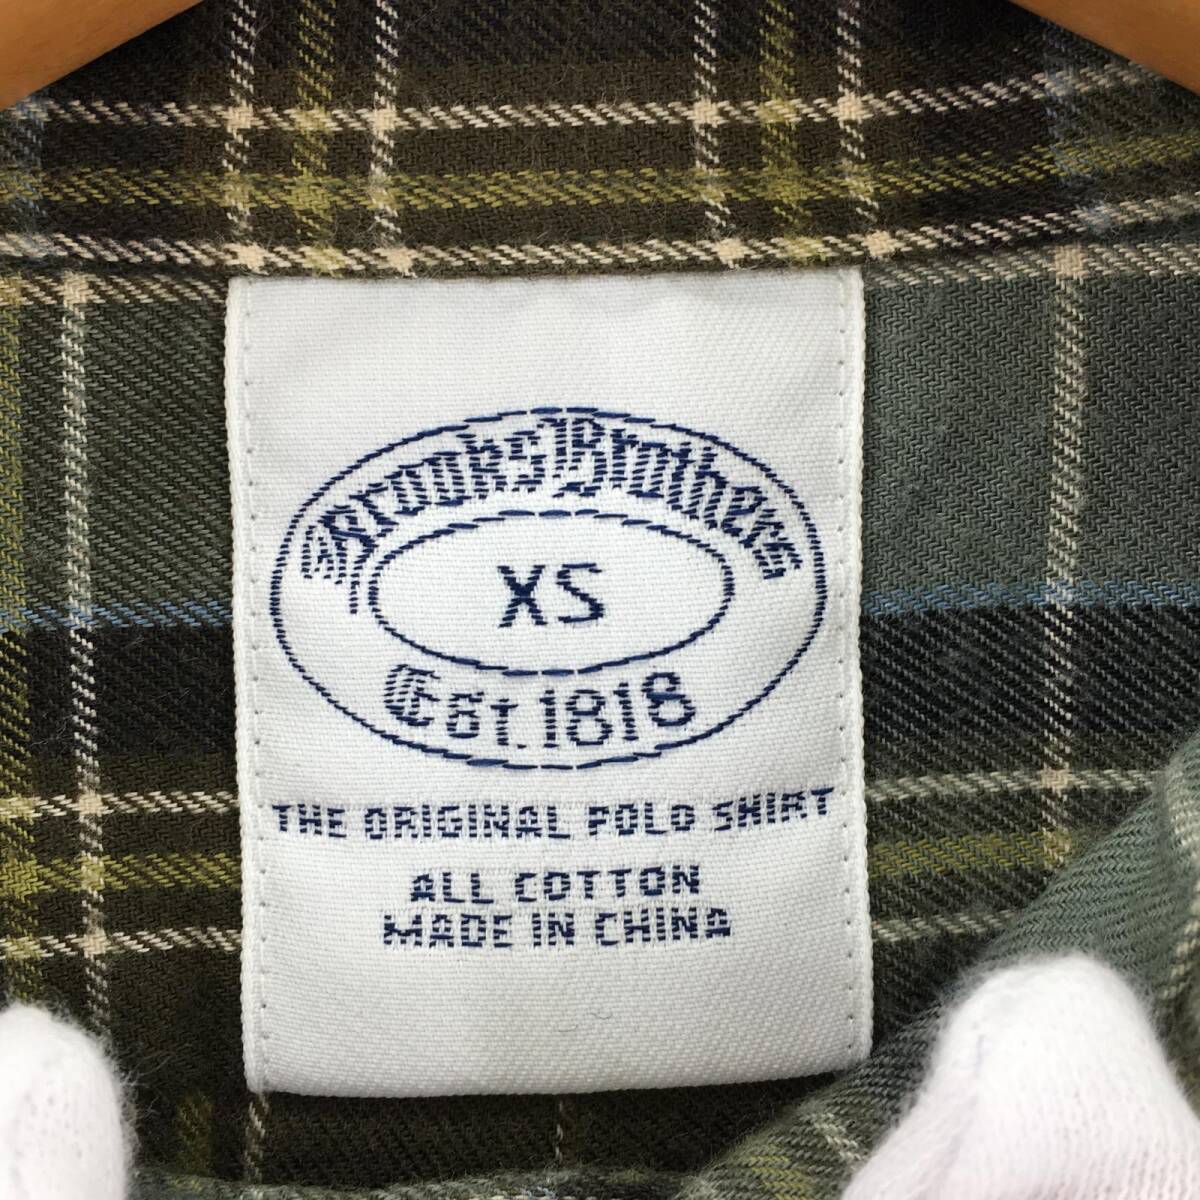 Brooks Brothers
XS
Est. 1818
THE ORIGINAL POLO SHIRT
ALL COTTON
MADE IN CHINA